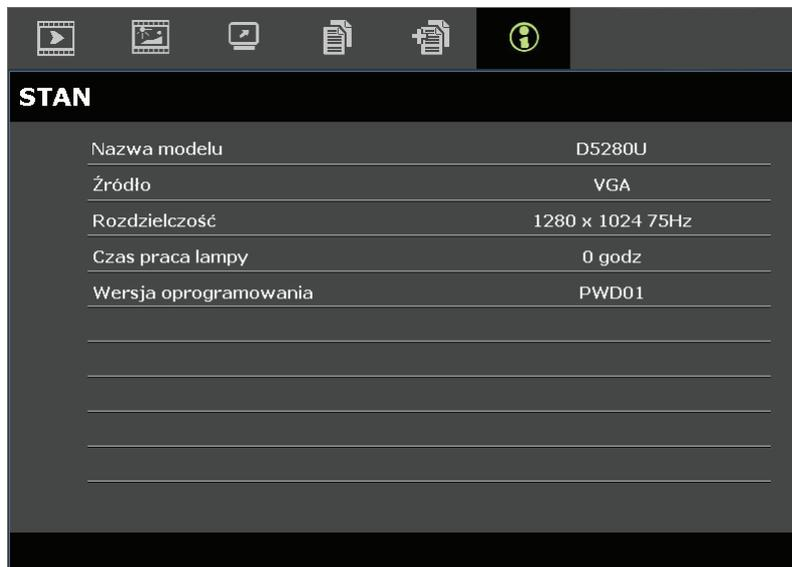 STAN
Nazwa modelu D5280U
Źródło VGA
Rozdzielczość 1280 x 1024 75Hz
Czas praca lampy 0 godz
Wersja oprogramowania PWD01